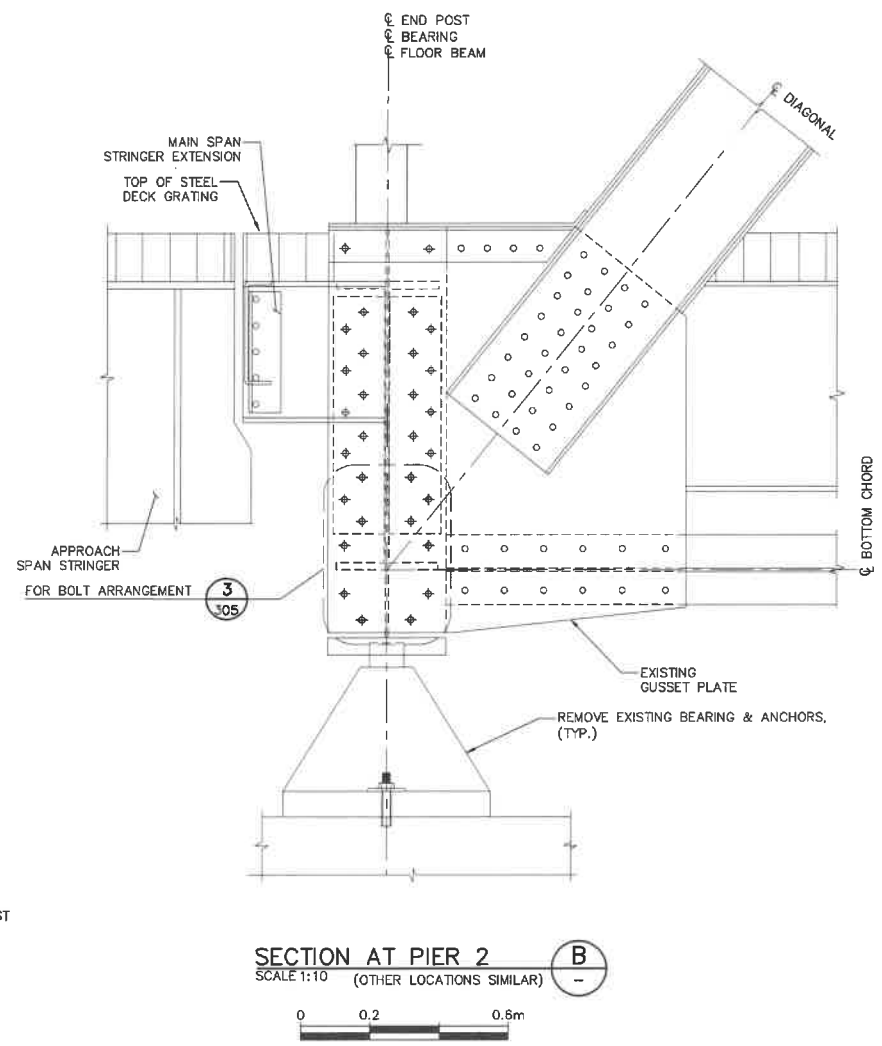 ℄ END POST
℄ BEARING
℄ FLOOR BEAM
℄ DIAGONAL
MAIN SPAN
STRINGER EXTENSION
TOP OF STEEL
DECK GRATING
℄ BOTTOM CHORD
APPROACH
SPAN STRINGER
FOR BOLT ARRANGEMENT
3
305
EXISTING
GUSSET PLATE
REMOVE EXISTING BEARING & ANCHORS,
(TYP.)
ST
SECTION AT PIER 2
SCALE 1:10 (OTHER LOCATIONS SIMILAR)
B
-
0 0.2 0.6m